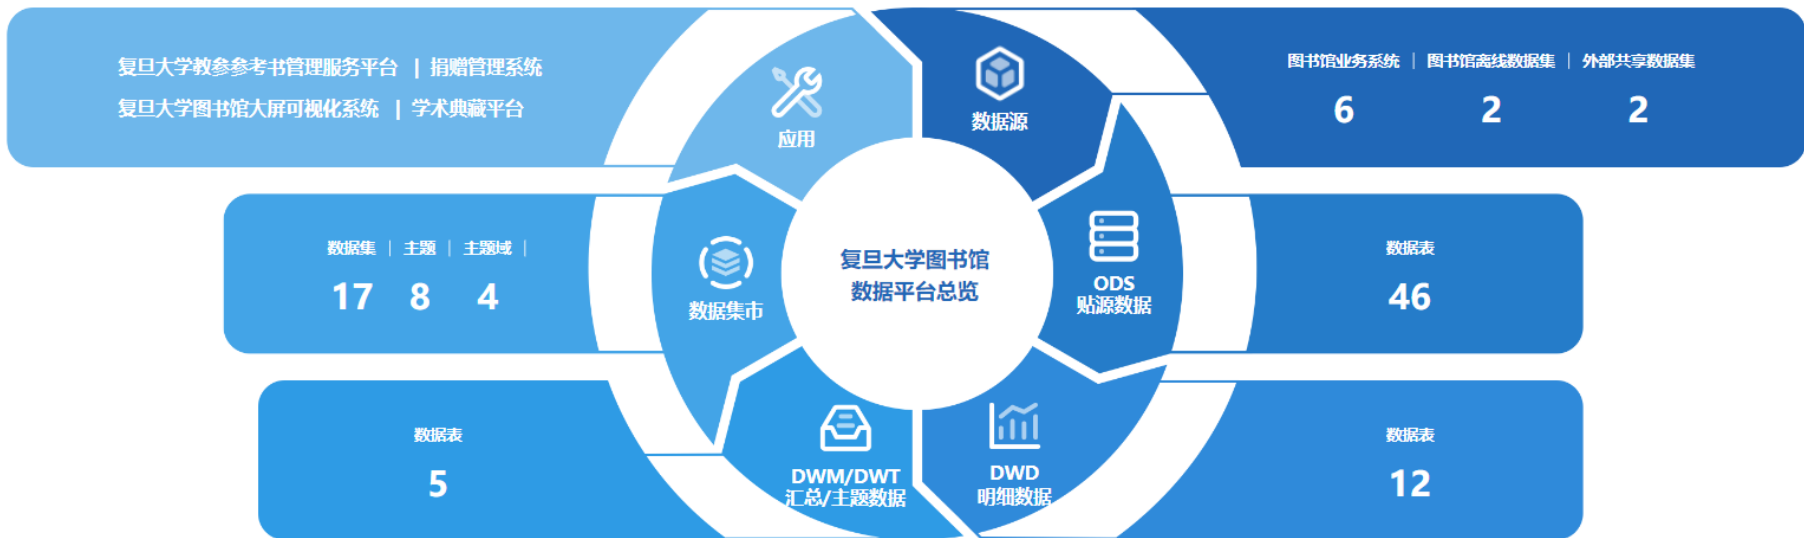 复旦大学教参参考书管理服务平台 | 捐赠管理系统
复旦大学图书馆大屏可视化系统 | 学术典藏平台
应用
数据源
图书馆业务系统 | 图书馆离线数据集 | 外部共享数据集
6 2 2
数据集 | 主题 | 主题域 |
17 8 4
数据集市
复旦大学图书馆
数据平台总览
ODS
贴源数据
数据表
46
数据表
5
DWM/DWT
汇总/主题数据
DWD
明细数据
数据表
12